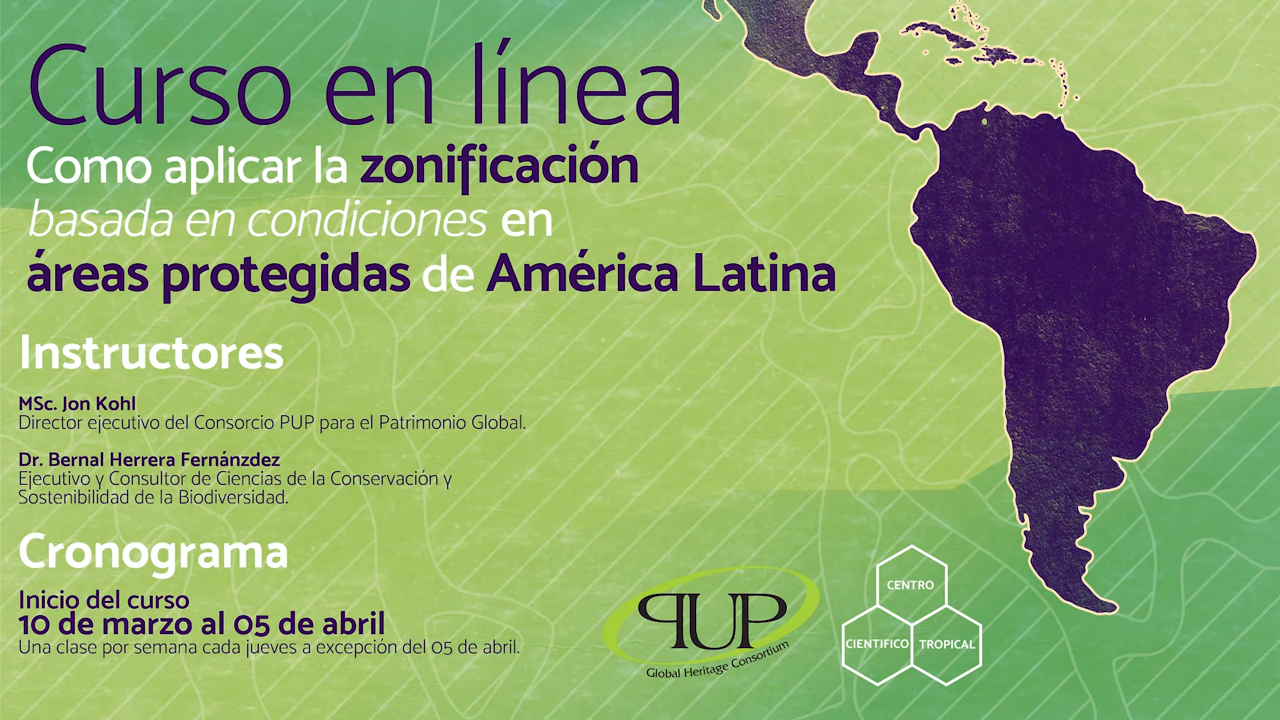 Curso en línea
Como aplicar la zonificación
basada en condiciones en
áreas protegidas de América Latina
Instructores
MSc. Jon Kohl
Director ejecutivo del Consorcio PUP para el Patrimonio Global.
Dr. Bernal Herrera Fernánzdez
Ejecutivo y Consultor de Ciencias de la Conservación y
Sostenibilidad de la Biodiversidad.
Cronograma
Inicio del curso
10 de marzo al 05 de abril
Una clase por semana cada jueves a excepción del 05 de abril.
PUP
Global Heritage Consortium
CENTRO
CIENTIFICO TROPICAL